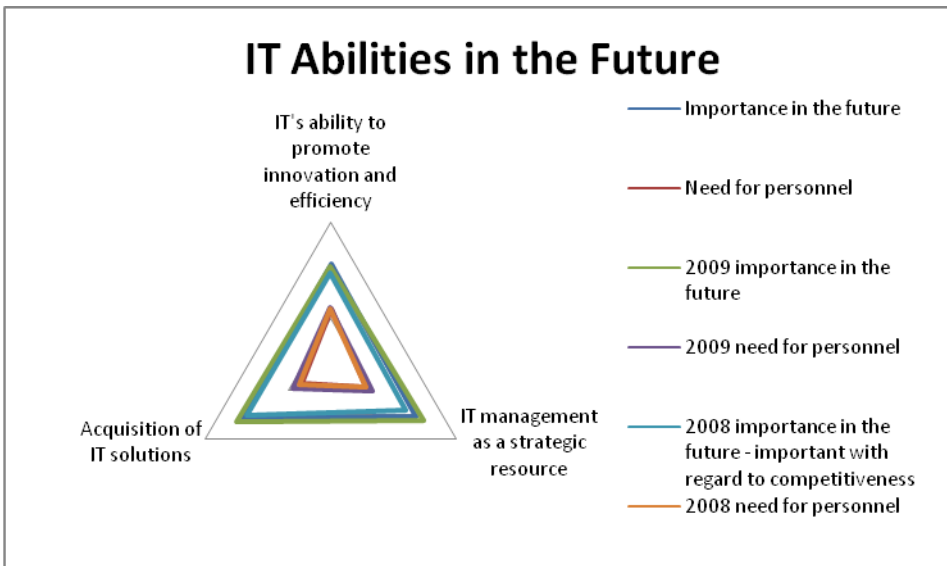 IT Abilities in the Future
IT's ability to
promote
innovation and
efficiency
Acquisition of
IT solutions
IT management
as a strategic
resource
Importance in the future
Need for personnel
2009 importance in the
future
2009 need for personnel
2008 importance in the
future - important with
regard to competitiveness
2008 need for personnel